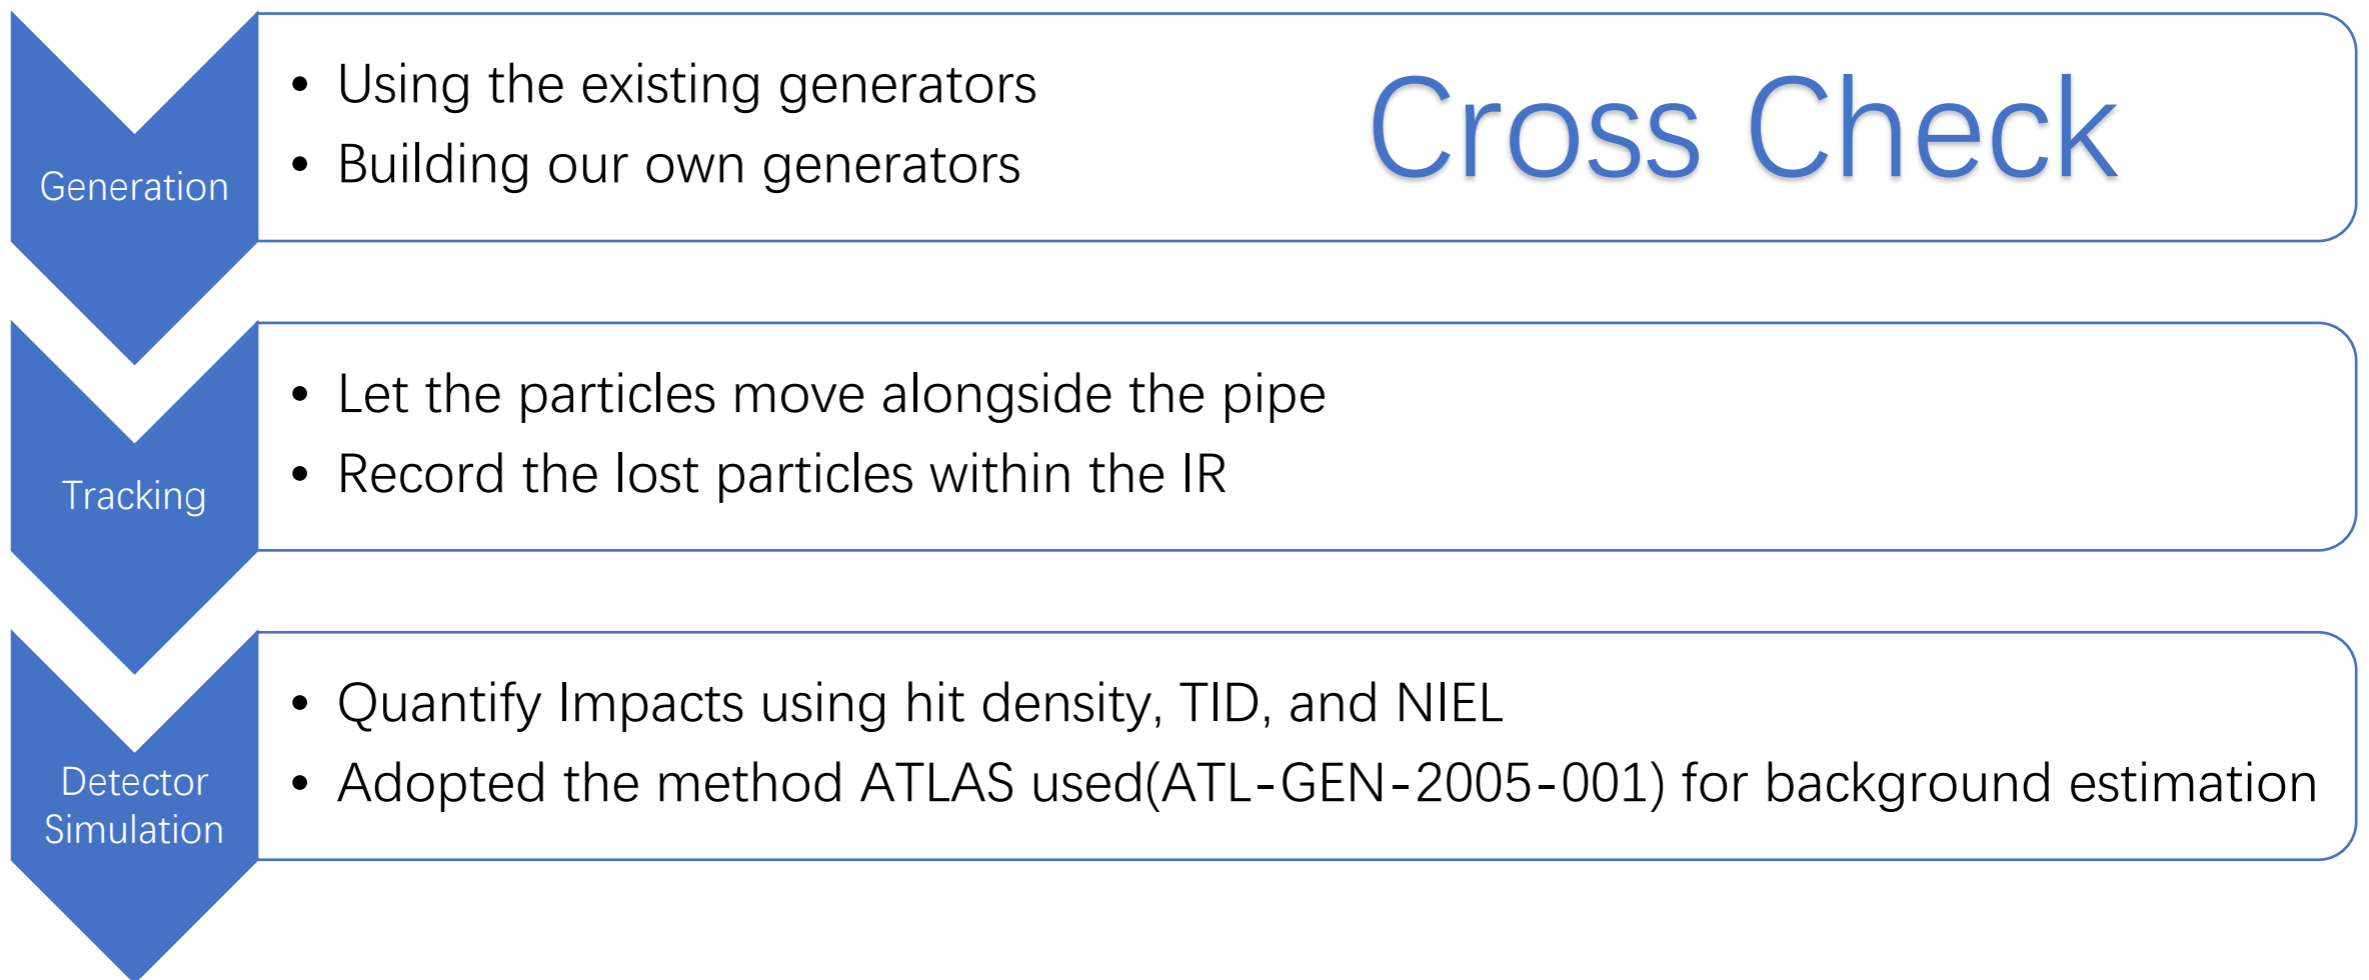 Generation
• Using the existing generators
• Building our own generators
Cross Check
Tracking
• Let the particles move alongside the pipe
• Record the lost particles within the IR
Detector
Simulation
• Quantify Impacts using hit density, TID, and NIEL
• Adopted the method ATLAS used(ATL-GEN-2005-001) for background estimation